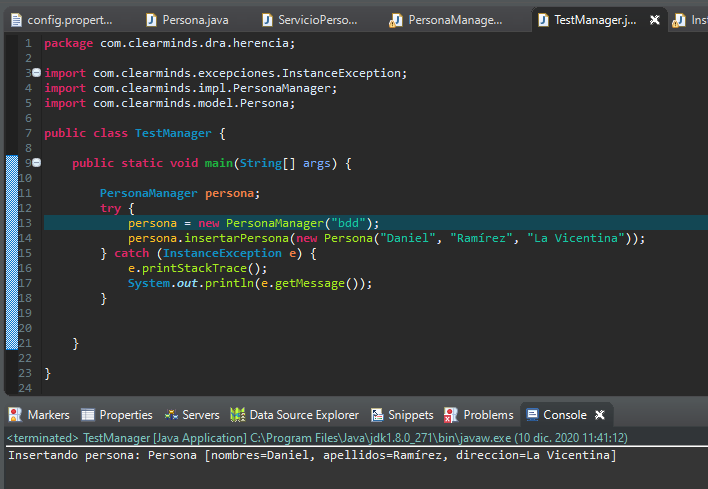 config.propert...
Persona.java
ServicioPerso...
PersonaManage...
TestManager.j...
Inst
1 package com.clearminds.dra.herencia;
2
3 import com.clearminds.excepciones.InstanceException;
4 import com.clearminds.impl.PersonaManager;
5 import com.clearminds.model.Persona;
6
7 public class TestManager {
8
9 public static void main(String[] args) {
10
11 PersonaManager persona;
12 try {
13 persona = new PersonaManager("bdd");
14 persona.insertarPersona(new Persona("Daniel", "Ramírez", "La Vicentina"));
15 } catch (InstanceException e) {
16 e.printStackTrace();
17 System.out.println(e.getMessage());
18 }
19
20
21 }
22
23 }
24
Markers
Properties
Servers
Data Source Explorer
Snippets
Problems
Console
<terminated> TestManager [Java Application] C:\Program Files\Java\jdk1.8.0_271\bin\javaw.exe (10 dic. 2020 11:41:12)
Insertando persona: Persona [nombres=Daniel, apellidos=Ramírez, direccion=La Vicentina]